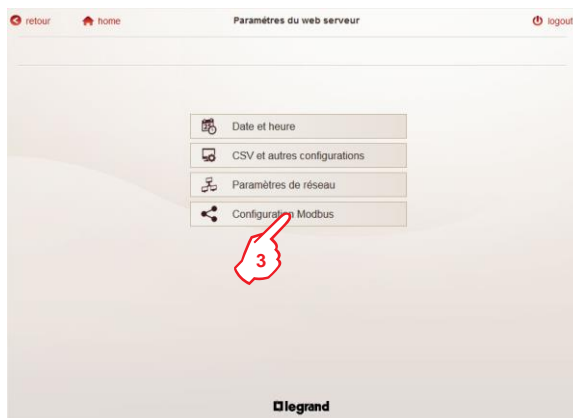 retour home Paramétres du web serveur logout
Date et heure
CSV et autres configurations
Paramètres de réseau
Configuration Modbus
3
legrand